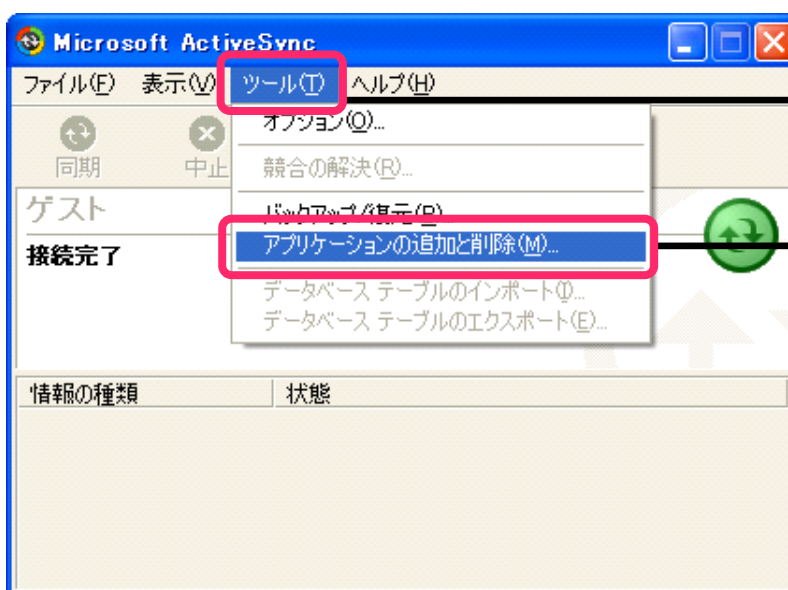 Microsoft ActiveSync
ファイル(F) 表示(V) ツール(T) ヘルプ(H)
オプション(O)...
同期 中止 競合の解決(R)...
ゲスト バックアップ/復元(B)...
接続完了 アプリケーションの追加と削除(M)...
データベース テーブルのインポート(I)...
データベース テーブルのエクスポート(E)...
情報の種類 状態